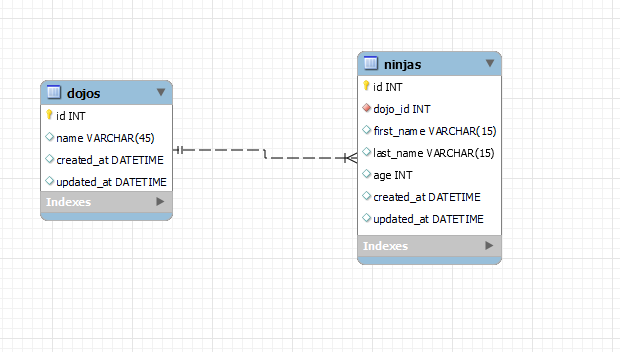 dojos
id INT
name VARCHAR(45)
created_at DATETIME
updated_at DATETIME
Indexes
ninjas
id INT
dojo_id INT
first_name VARCHAR(15)
last_name VARCHAR(15)
age INT
created_at DATETIME
updated_at DATETIME
Indexes